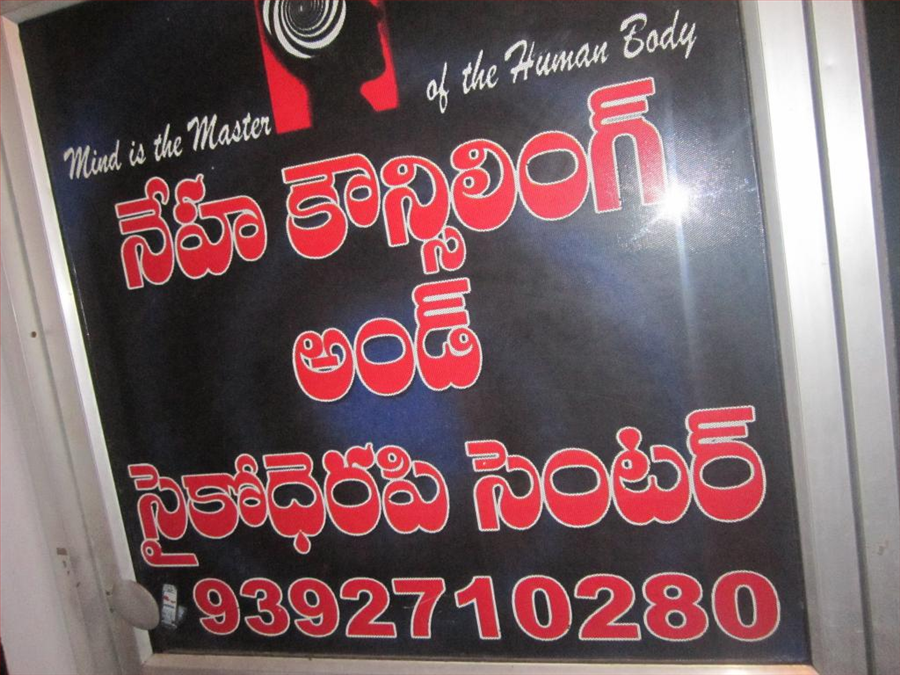 Mind is the Master of the Human Body
నేహ కౌన్సిలింగ్
అండ్
సైకోధెరపి సెంటర్
9392710280